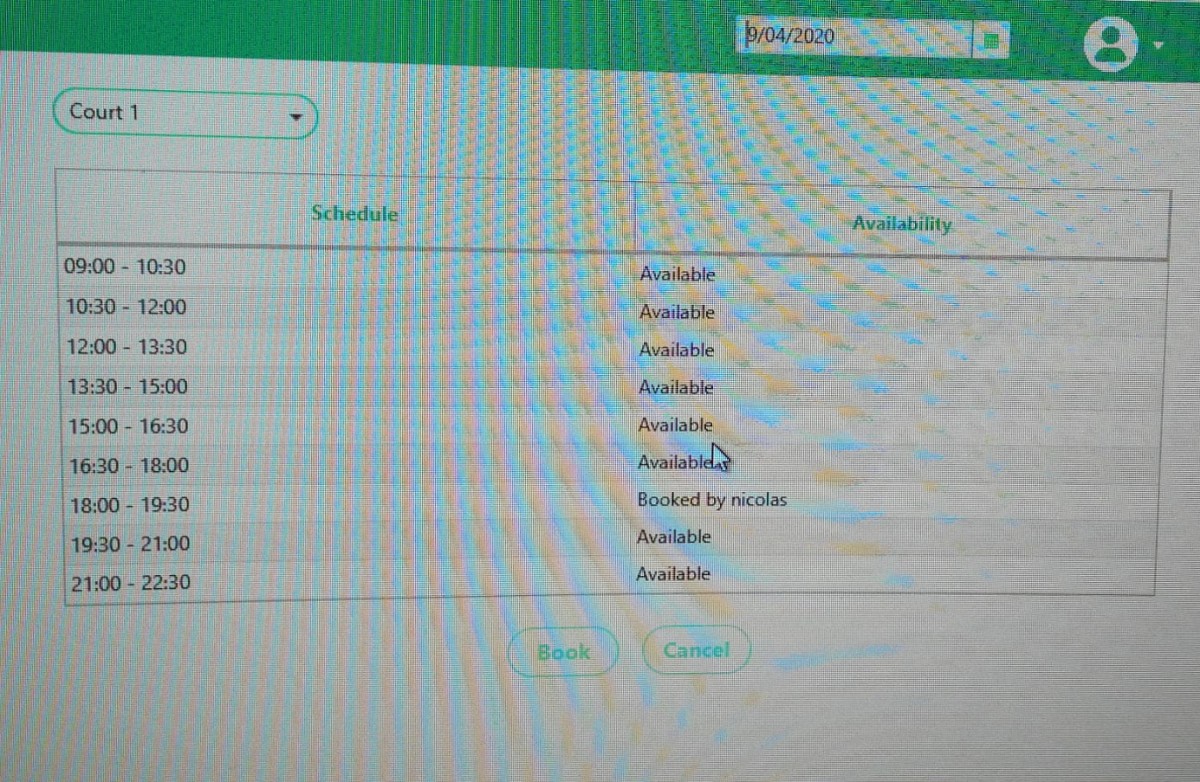 9/04/2020
Court 1
Schedule Availability
09:00 - 10:30 Available
10:30 - 12:00 Available
12:00 - 13:30 Available
13:30 - 15:00 Available
15:00 - 16:30 Available
16:30 - 18:00 Available
18:00 - 19:30 Booked by nicolas
19:30 - 21:00 Available
21:00 - 22:30 Available
Book Cancel